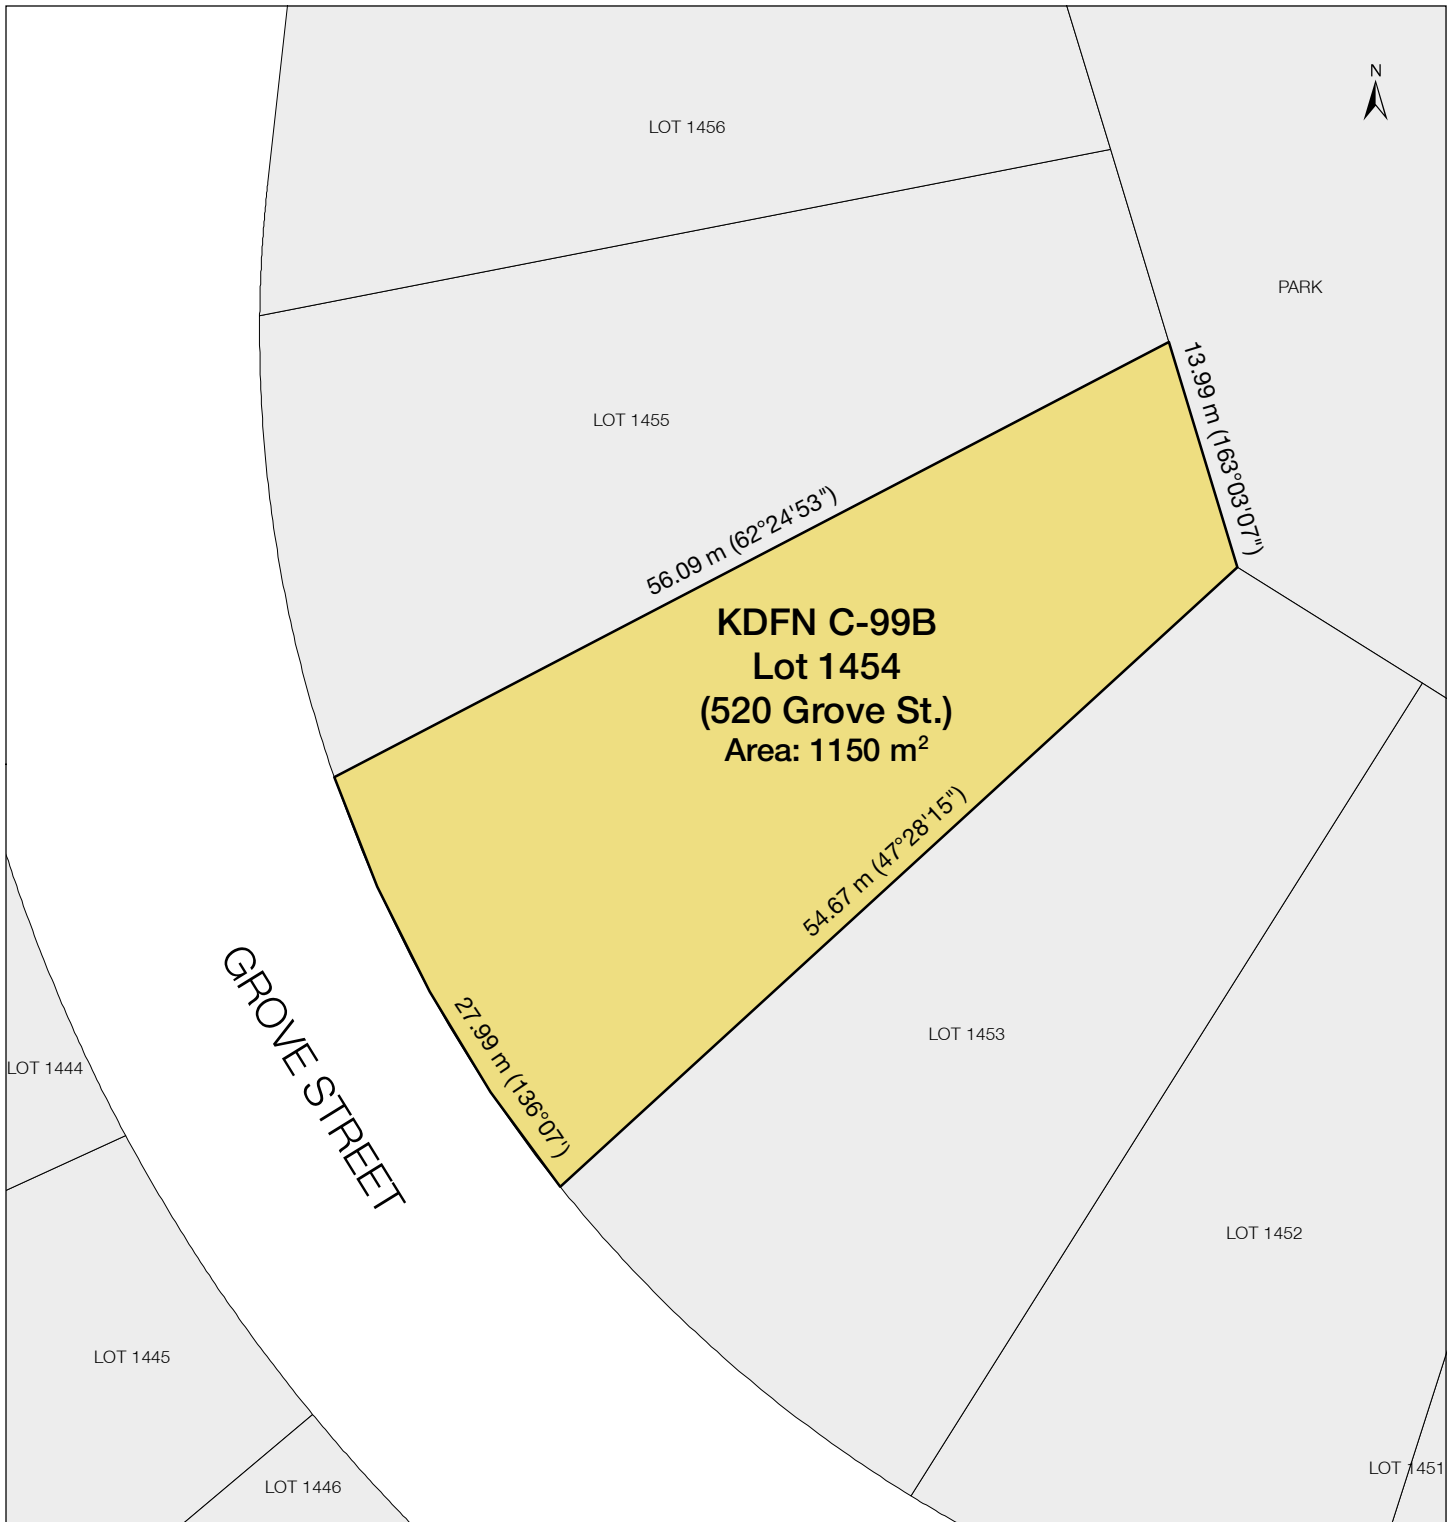 N
LOT 1456
PARK
13.99 m (163°03'07")
LOT 1455
56.09 m (62°24'53")
KDFN C-99B
Lot 1454
(520 Grove St.)
Area: 1150 m²
54.67 m (47°28'15")
27.99 m (136°07')
GROVE STREET
LOT 1453
LOT 1444
LOT 1452
LOT 1445
LOT 1451
LOT 1446